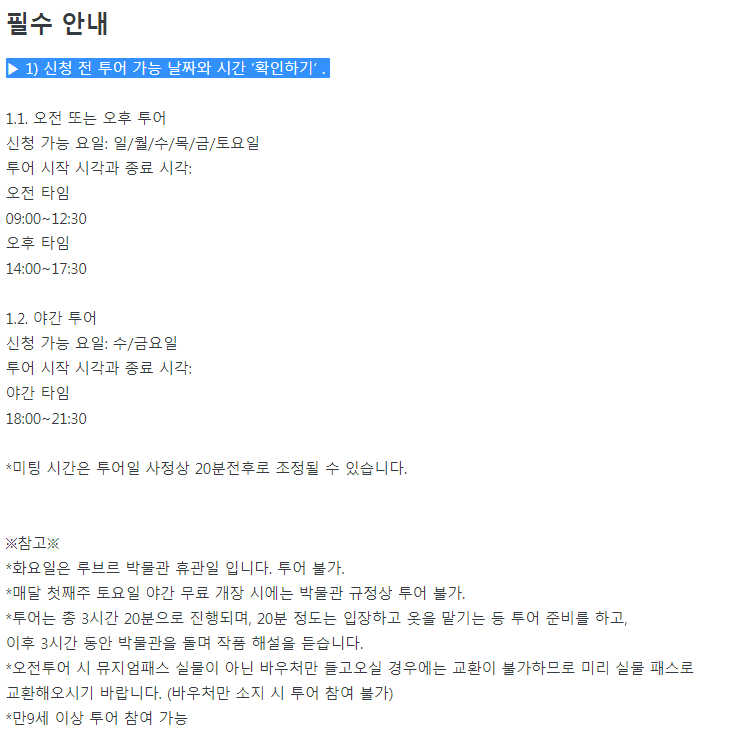 필수 안내
▶ 1) 신청 전 투어 가능 날짜와 시간 '확인하기' .
1.1. 오전 또는 오후 투어
신청 가능 요일: 일/월/수/목/금/토요일
투어 시작 시각과 종료 시각:
오전 타임
09:00~12:30
오후 타임
14:00~17:30
1.2. 야간 투어
신청 가능 요일: 수/금요일
투어 시작 시각과 종료 시각:
야간 타임
18:00~21:30
*미팅 시간은 투어일 사정상 20분전후로 조정될 수 있습니다.
※참고※
*화요일은 루브르 박물관 휴관일 입니다. 투어 불가.
*매달 첫째주 토요일 야간 무료 개장 시에는 박물관 규정상 투어 불가.
*투어는 총 3시간 20분으로 진행되며, 20분 정도는 입장하고 옷을 맡기는 등 투어 준비를 하고,
이후 3시간 동안 박물관을 돌며 작품 해설을 듣습니다.
*오전투어 시 뮤지엄패스 실물이 아닌 바우처만 들고오실 경우에는 교환이 불가하므로 미리 실물 패스로
교환해오시기 바랍니다. (바우처만 소지 시 투어 참여 불가)
*만9세 이상 투어 참여 가능